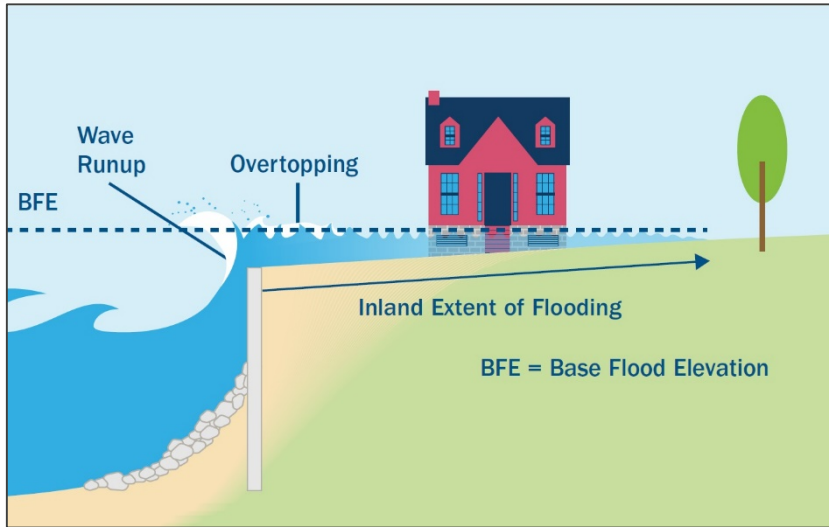 Wave
Runup
Overtopping
BFE
Inland Extent of Flooding
BFE = Base Flood Elevation